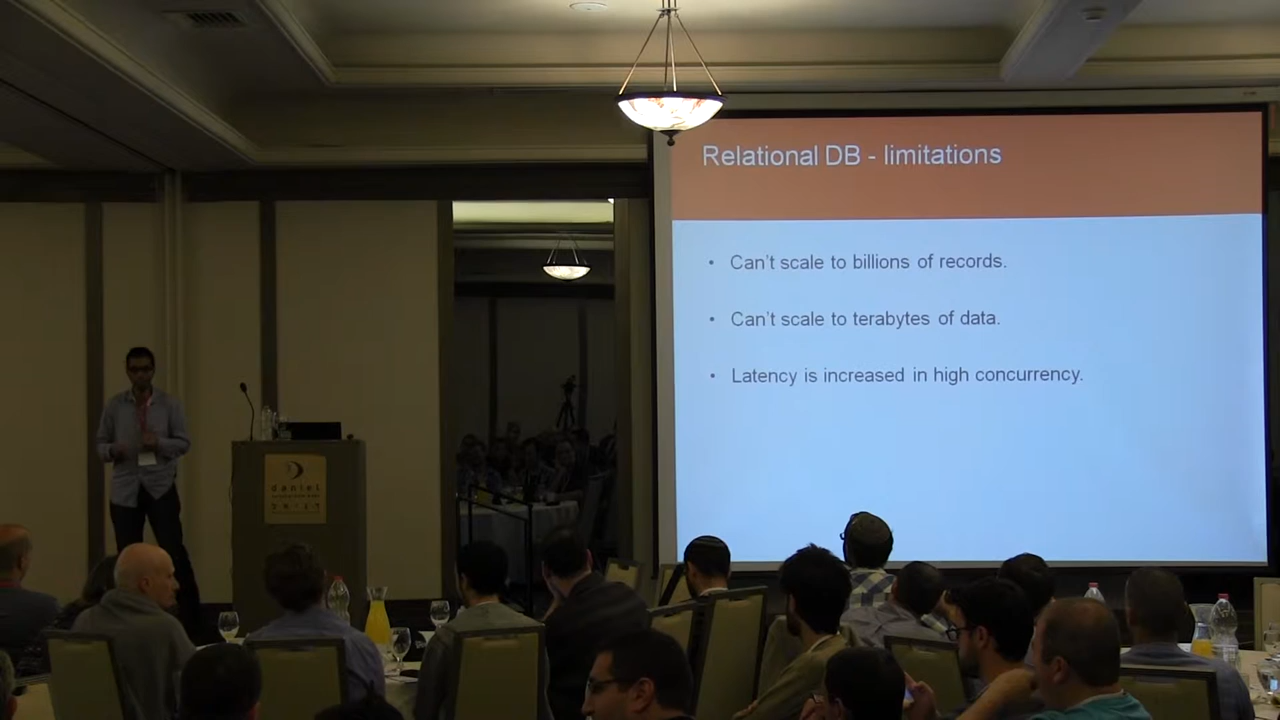 Relational DB - limitations
• Can't scale to billions of records.
• Can't scale to terabytes of data.
• Latency is increased in high concurrency.
daniel
דניאל